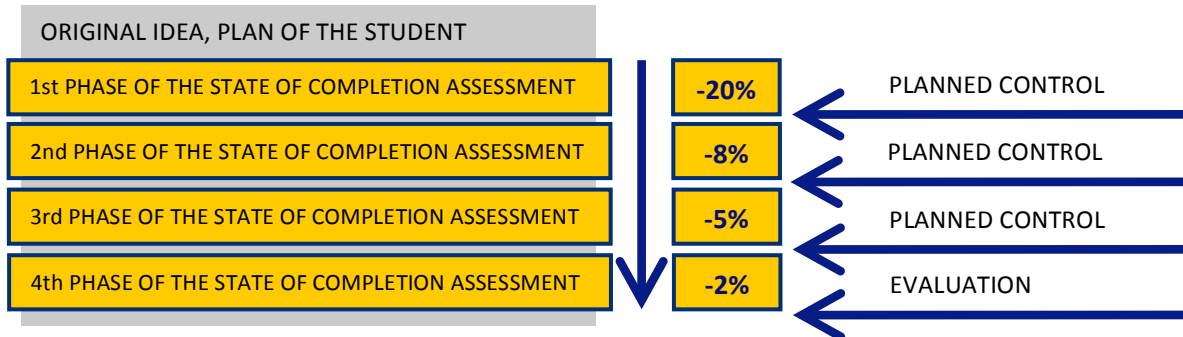 ORIGINAL IDEA, PLAN OF THE STUDENT
1st PHASE OF THE STATE OF COMPLETION ASSESSMENT
-20%
PLANNED CONTROL
2nd PHASE OF THE STATE OF COMPLETION ASSESSMENT
-8%
PLANNED CONTROL
3rd PHASE OF THE STATE OF COMPLETION ASSESSMENT
-5%
PLANNED CONTROL
4th PHASE OF THE STATE OF COMPLETION ASSESSMENT
-2%
EVALUATION